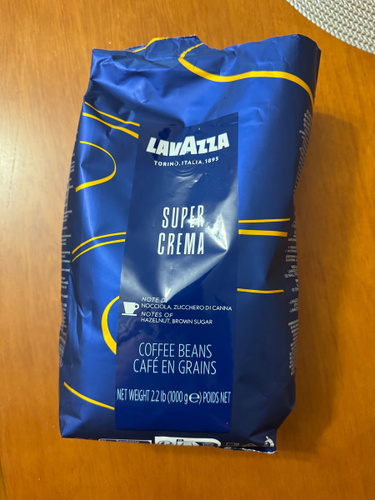 LAVAZZA
TORINO, ITALIA, 1895
SUPER
CREMA
NOTE DI
NOCCIOLA, ZUCCHERO DI CANNA
NOTES OF
HAZELNUT, BROWN SUGAR
COFFEE BEANS
CAFÉ EN GRAINS
NET WEIGHT 2.2 lb (1000 g e) POIDS NET